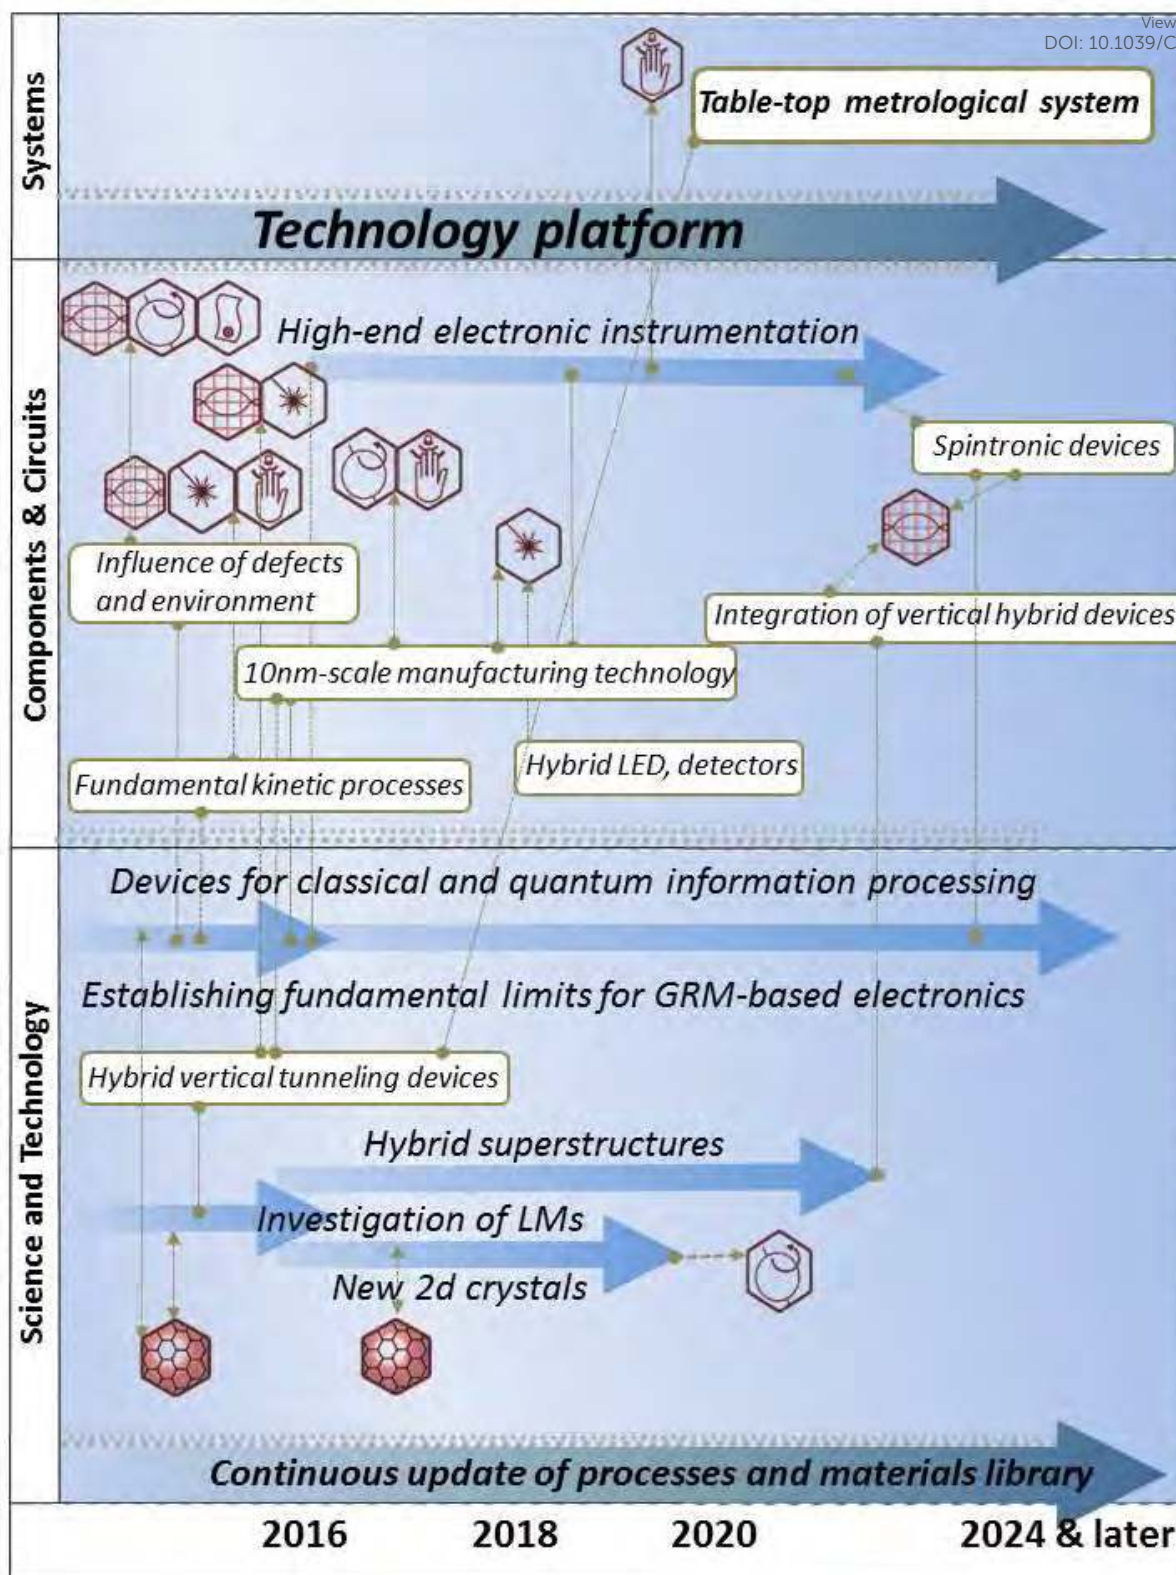 View
DOI: 10.1039/C
Systems
Table-top metrological system
Technology platform
Components & Circuits
High-end electronic instrumentation
Spintronic devices
Influence of defects
and environment
Integration of vertical hybrid devices
10nm-scale manufacturing technology
Hybrid LED, detectors
Fundamental kinetic processes
Science and Technology
Devices for classical and quantum information processing
Establishing fundamental limits for GRM-based electronics
Hybrid vertical tunneling devices
Hybrid superstructures
Investigation of LMs
New 2d crystals
Continuous update of processes and materials library
2016 2018 2020 2024 & later